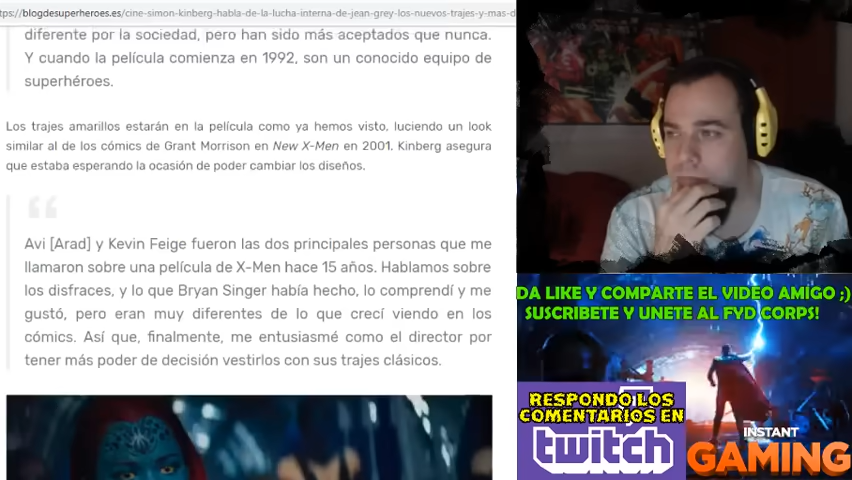 ps://blogdesuperheroes.es/cine-simon-kinberg-habla-de-la-lucha-interna-de-jean-grey-los-nuevos-trajes-y-mas-d
diferente por la sociedad, pero han sido más aceptados que nunca.
Y cuando la película comienza en 1992, son un conocido equipo de
superhéroes.
Los trajes amarillos estarán en la película como ya hemos visto, luciendo un look
similar al de los cómics de Grant Morrison en New X-Men en 2001. Kinberg asegura
que estaba esperando la ocasión de poder cambiar los diseños.
Avi [Arad] y Kevin Feige fueron las dos principales personas que me
llamaron sobre una película de X-Men hace 15 años. Hablamos sobre
los disfraces, y lo que Bryan Singer había hecho, lo comprendí y me
gustó, pero eran muy diferentes de lo que crecí viendo en los
cómics. Así que, finalmente, me entusiasmé como el director por
tener más poder de decisión vestirlos con sus trajes clásicos.
DA LIKE Y COMPARTE EL VIDEO AMIGO ;)
SUSCRIBETE Y UNETE AL FYD CORPS!
RESPONDO LOS
COMENTARIOS EN
twitch
INSTANT
GAMING